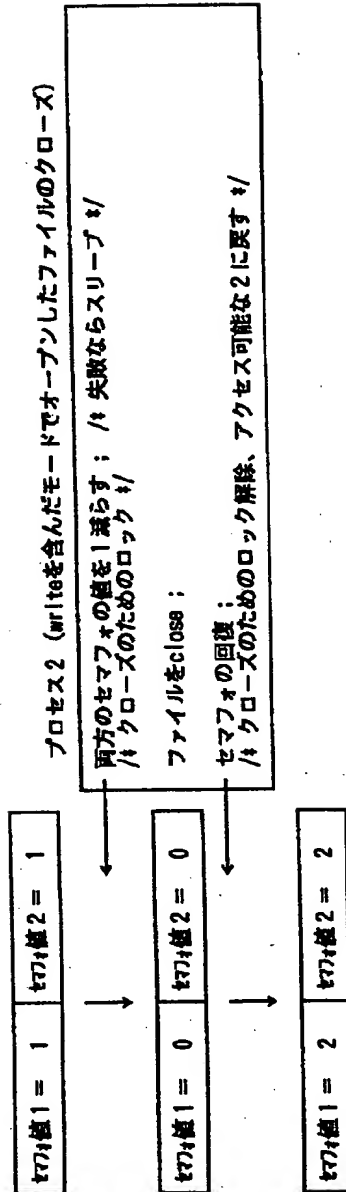 プロセス2 (writeを含んだモードでオープンしたファイルのクローズ)
両方のセマフォの値を1減らす; /* 失敗ならスリープ */
/* クローズのためのロック */
ファイルをclose;
セマフォの回復;
/* クローズのためのロック解除、アクセス可能な2に戻す */
セマフォ値1= 1 セマフォ値2= 1
セマフォ値1= 0 セマフォ値2= 0
セマフォ値1= 2 セマフォ値2= 2